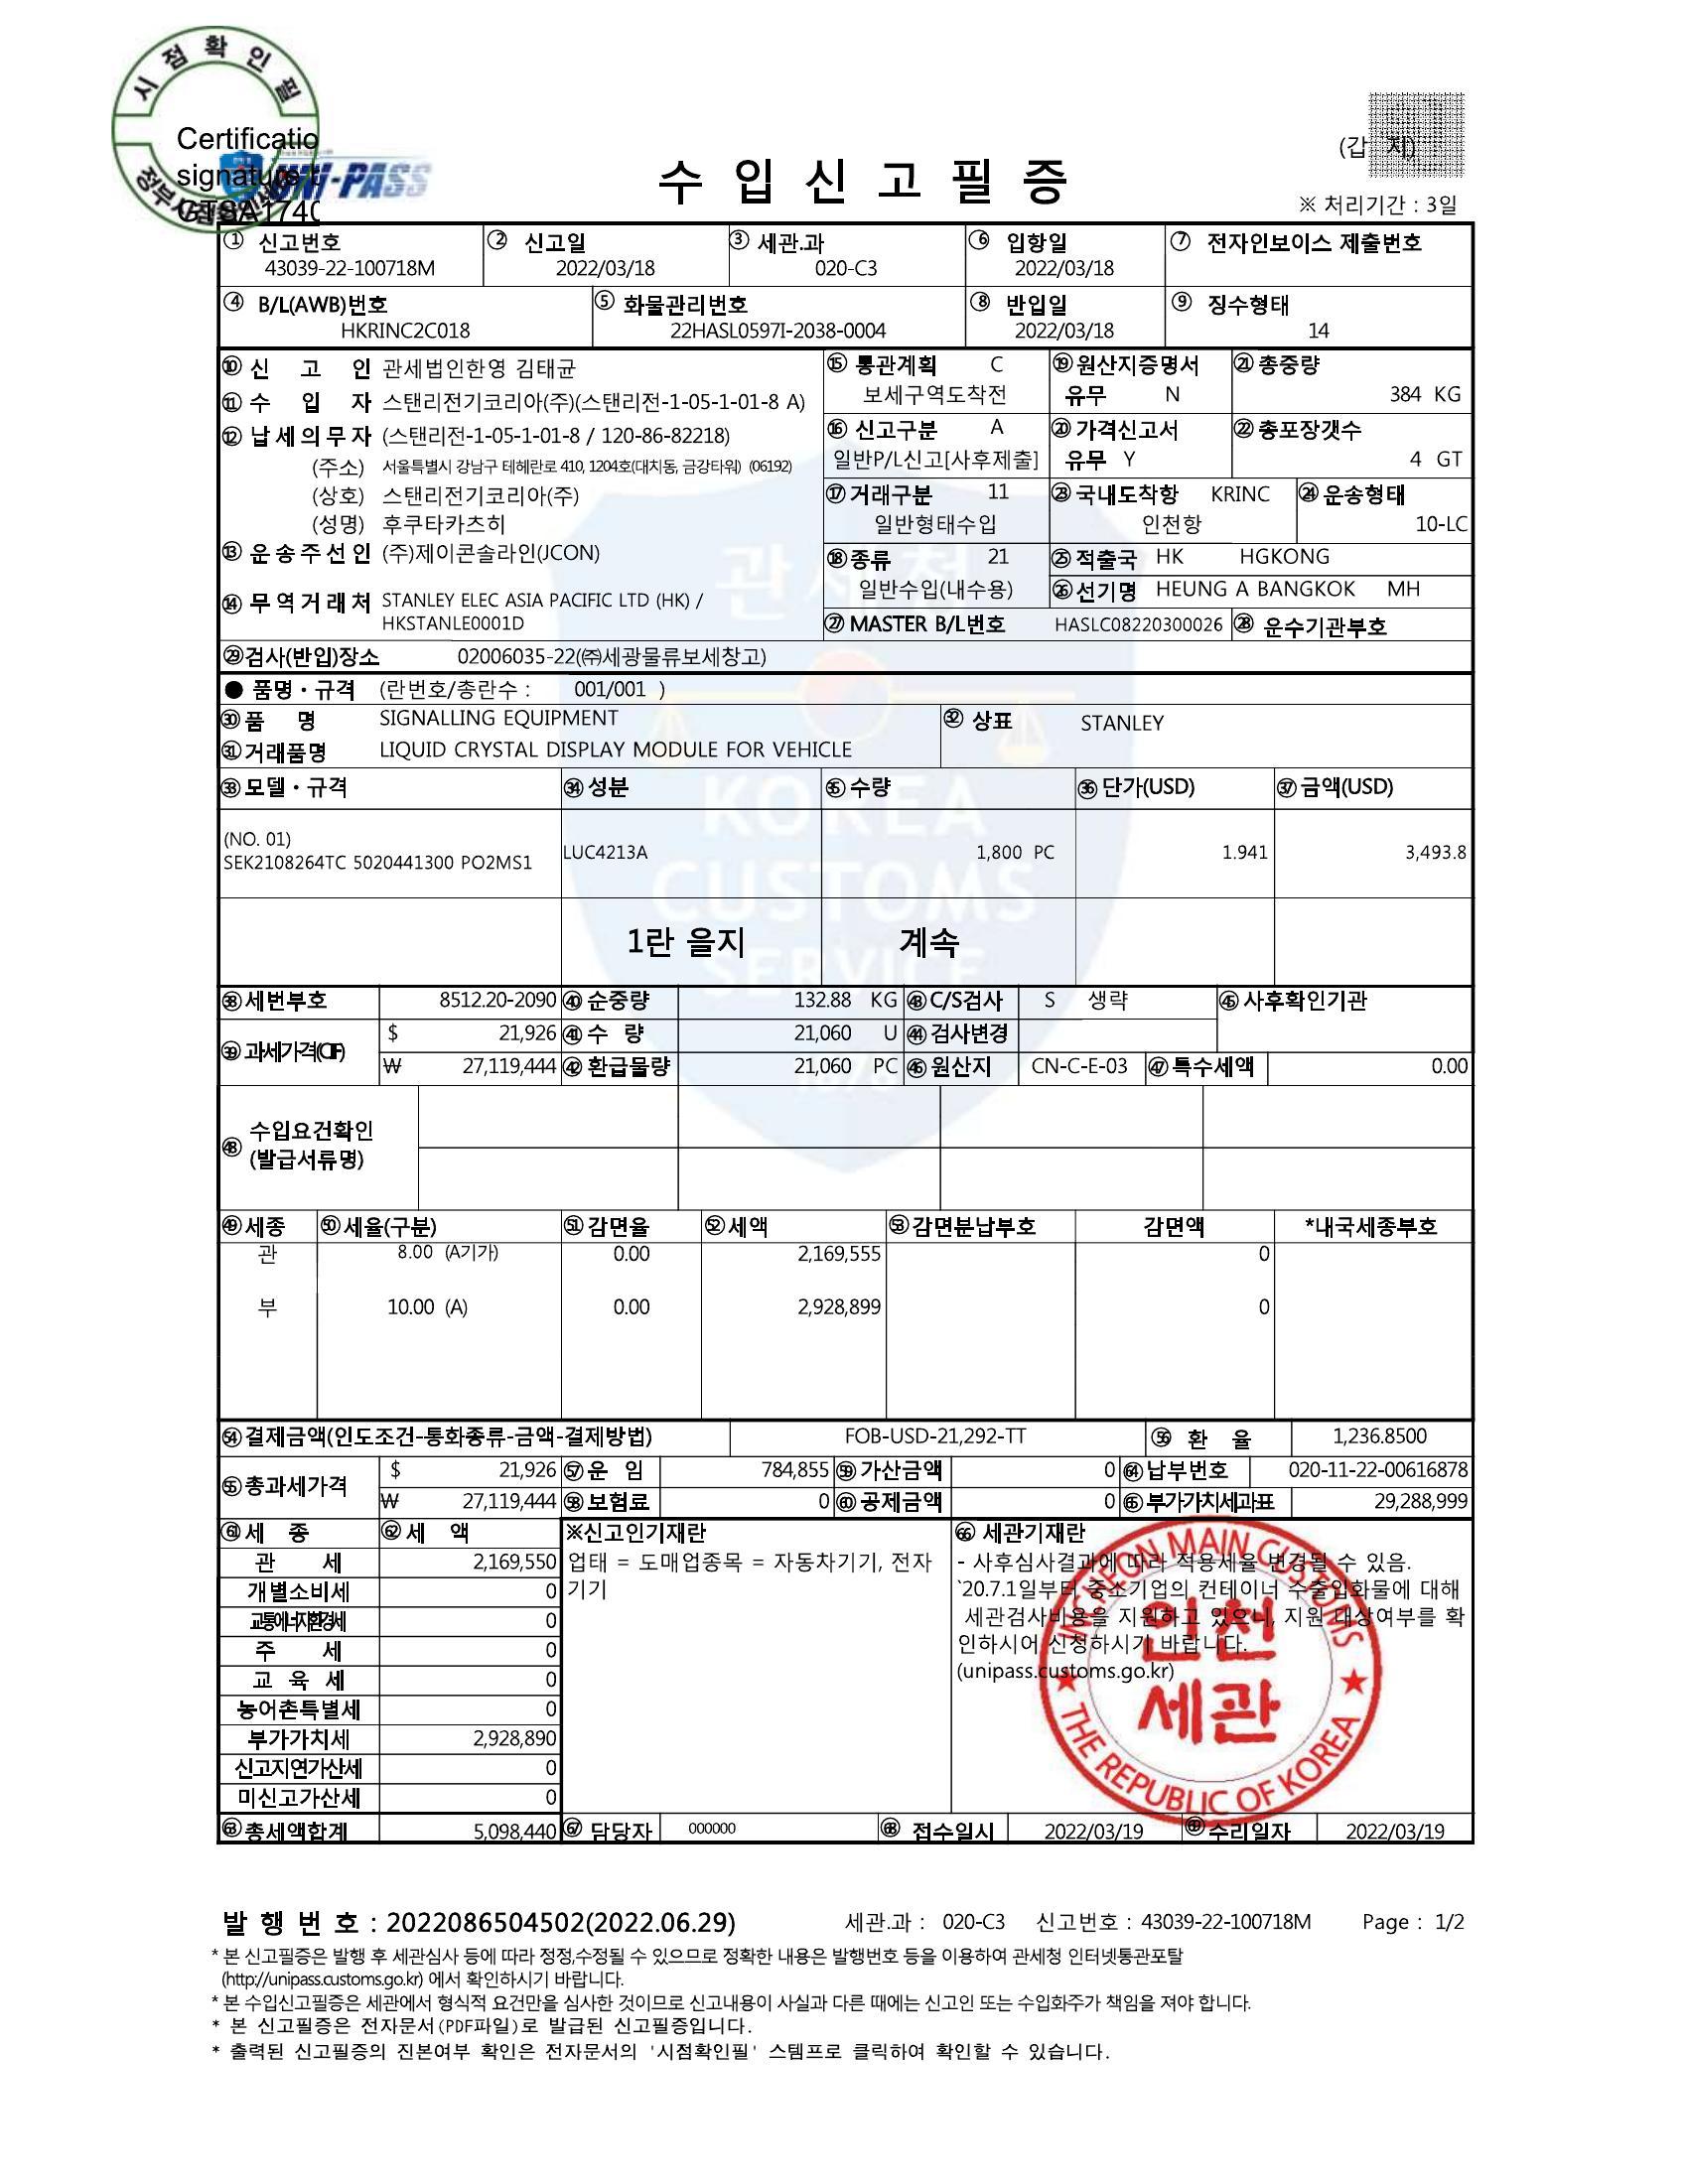 시점확인필
Certificatio
signature t
GTSA1740
UNI-PASS
수 입 신 고 필 증
(갑 지)
※ 처리기간 : 3일
① 신고번호
43039-22-100718M
② 신고일
2022/03/18
③ 세관.과
020-C3
⑥ 입항일
2022/03/18
⑦ 전자인보이스 제출번호
④ B/L(AWB)번호
HKRINC2C018
⑤ 화물관리번호
22HASL0597I-2038-0004
⑧ 반입일
2022/03/18
⑨ 징수형태
14
⑩ 신 고 인 관세법인한영 김태균
⑪ 수 입 자 스탠리전기코리아(주)(스탠리전-1-05-1-01-8 A)
⑫ 납세의무자 (스탠리전-1-05-1-01-8 / 120-86-82218)
(주소) 서울특별시 강남구 테헤란로 410, 1204호(대치동, 금강타워) (06192)
(상호) 스탠리전기코리아(주)
(성명) 후쿠타카츠히
⑬ 운송주선인 (주)제이콘솔라인(JCON)
⑭ 무역거래처 STANLEY ELEC ASIA PACIFIC LTD (HK) /
HKSTANLE0001D
⑮ 통관계획 C
보세구역도착전
⑯ 신고구분 A
일반P/L신고[사후제출]
⑰ 거래구분 11
일반형태수입
⑱ 종류 21
일반수입(내수용)
⑲ 원산지증명서
유무 N
⑳ 가격신고서
유무 Y
㉑ 총중량
384 KG
㉒ 총포장갯수
4 GT
㉓ 국내도착항 KRINC
인천항
㉔ 운송형태
10-LC
㉕ 적출국 HK HGKONG
㉖ 선기명 HEUNG A BANGKOK MH
㉗ MASTER B/L번호 HASLC08220300026
㉘ 운수기관부호
㉙ 검사(반입)장소 02006035-22(㈜세광물류보세창고)
● 품명・규격 (란번호/총란수 : 001/001 )
㉚ 품 명 SIGNALLING EQUIPMENT
㉛ 거래품명 LIQUID CRYSTAL DISPLAY MODULE FOR VEHICLE
㉜ 상표 STANLEY
㉝ 모델・규격 ㉞ 성분 ㉟ 수량 ㊱ 단가(USD) ㊲ 금액(USD)
(NO. 01)
SEK2108264TC 5020441300 PO2MS1
LUC4213A 1,800 PC 1.941 3,493.8
1란 을지 계속
관세청
KOREA
CUSTOMS
SERVICE
㊳ 세번부호 8512.20-2090 ㊵ 순중량 132.88 KG ㊸ C/S검사 S 생략 ㊺ 사후확인기관
㊴ 과세가격(CIF) $ 21,926 ㊶ 수 량 21,060 U ㊹ 검사변경
₩ 27,119,444 ㊷ 환급물량 21,060 PC ㊻ 원산지 CN-C-E-03 ㊼ 특수세액 0.00
㊽ 수입요건확인
(발급서류명)
㊾ 세종 ㊿ 세율(구분) 51 감면율 52 세액 53 감면분납부호 감면액 *내국세종부호
관 8.00 (A기가) 0.00 2,169,555 0
부 10.00 (A) 0.00 2,928,899 0
54 결제금액(인도조건-통화종류-금액-결제방법) FOB-USD-21,292-TT 56 환 율 1,236.8500
55 총과세가격 $ 21,926 57 운 임 784,855 59 가산금액 0 64 납부번호 020-11-22-00616878
₩ 27,119,444 58 보험료 0 60 공제금액 0 65 부가가치세과표 29,288,999
61 세 종 62 세 액
관 세 2,169,550
개별소비세 0
교통에너지환경세 0
주 세 0
교 육 세 0
농어촌특별세 0
부가가치세 2,928,890
신고지연가산세 0
미신고가산세 0
63 총세액합계 5,098,440
※신고인기재란
업태 = 도매업종목 = 자동차기기, 전자
기기
66 세관기재란
- 사후심사결과에 따라 적용세율 변경될 수 있음.
`20.7.1일부터 중소기업의 컨테이너 수출입화물에 대해
세관검사비용을 지원하고 있으니, 지원 대상여부를 확
인하시어 신청하시기 바랍니다.
(unipass.customs.go.kr)
INCHEON MAIN CUSTOMS
인천
세관
THE REPUBLIC OF KOREA
67 담당자 000000 68 접수일시 2022/03/19 69 수리일자 2022/03/19
발 행 번 호 : 2022086504502(2022.06.29)
세관.과 : 020-C3 신고번호 : 43039-22-100718M Page : 1/2
* 본 신고필증은 발행 후 세관심사 등에 따라 정정,수정될 수 있으므로 정확한 내용은 발행번호 등을 이용하여 관세청 인터넷통관포탈
(http://unipass.customs.go.kr) 에서 확인하시기 바랍니다.
* 본 수입신고필증은 세관에서 형식적 요건만을 심사한 것이므로 신고내용이 사실과 다른 때에는 신고인 또는 수입화주가 책임을 져야 합니다.
* 본 신고필증은 전자문서(PDF파일)로 발급된 신고필증입니다.
* 출력된 신고필증의 진본여부 확인은 전자문서의 '시점확인필' 스템프로 클릭하여 확인할 수 있습니다.